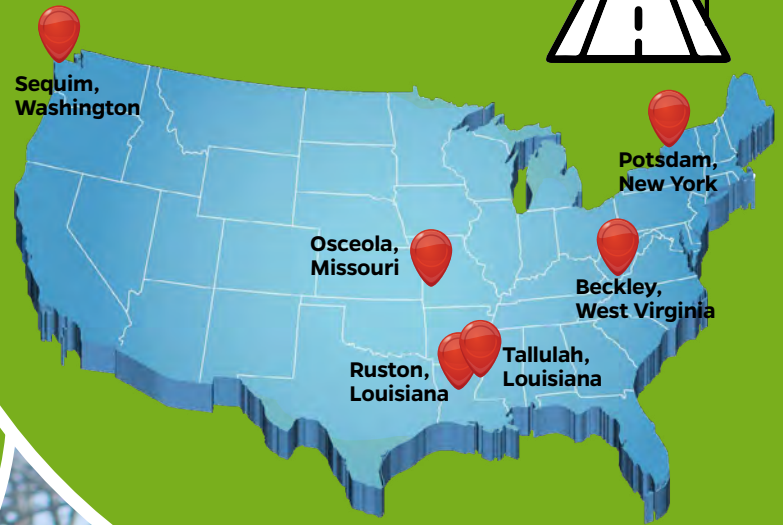 Sequim,
Washington
Potsdam,
New York
Osceola,
Missouri
Beckley,
West Virginia
Ruston,
Louisiana
Tallulah,
Louisiana